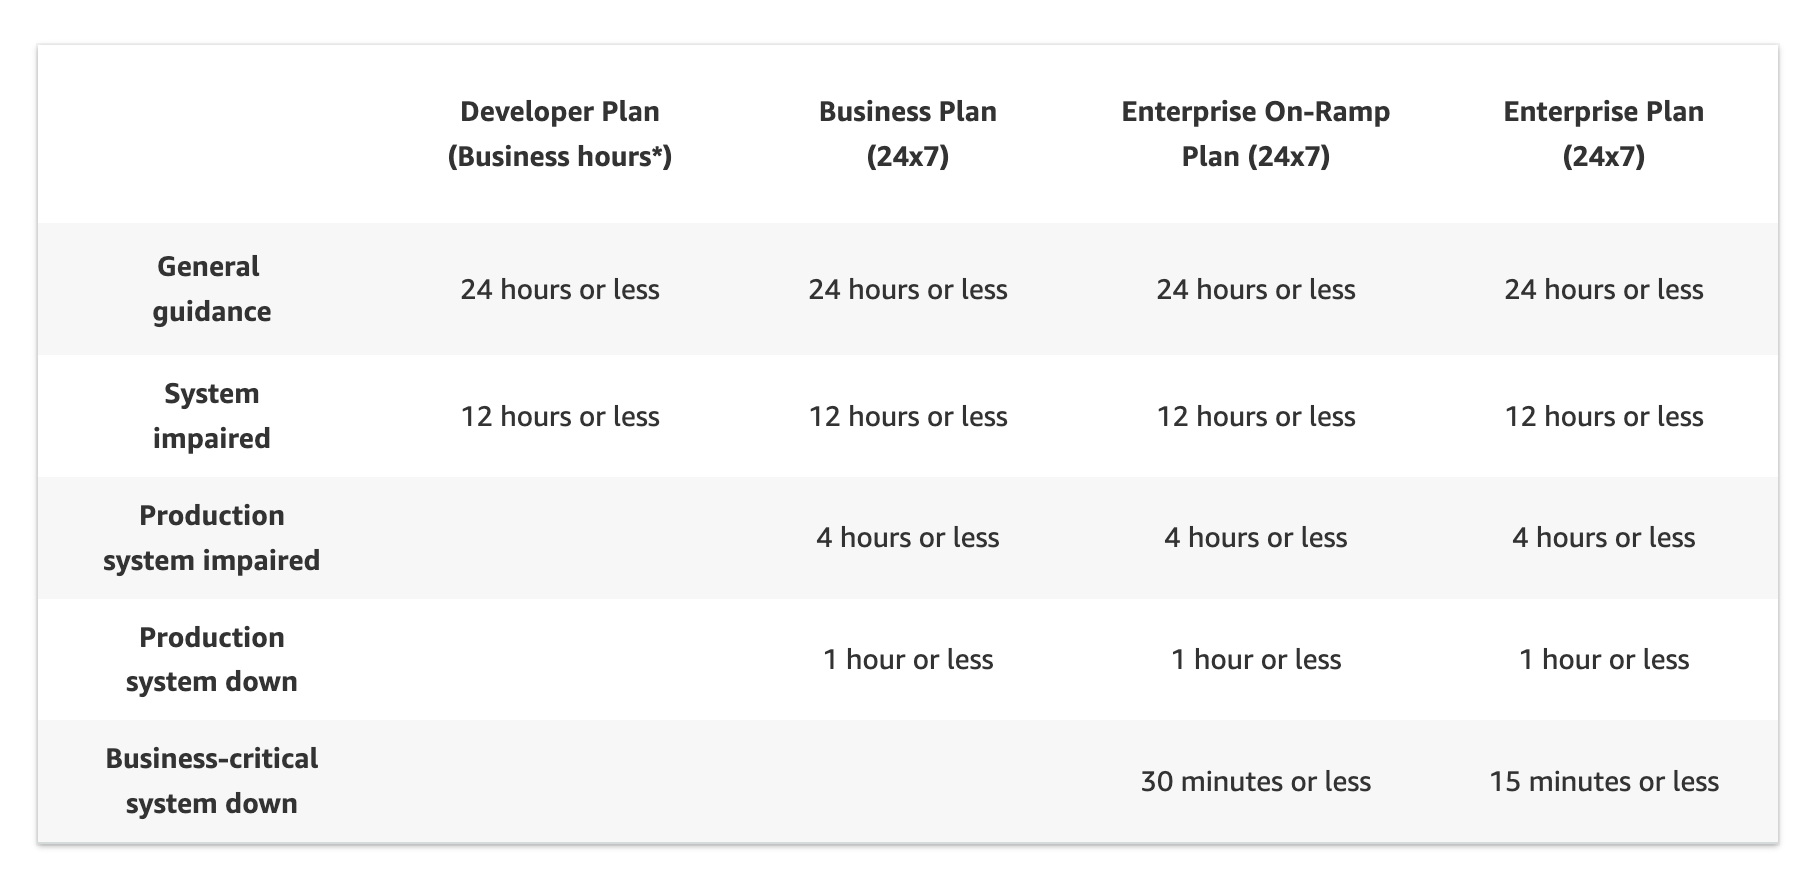 Developer Plan
(Business hours*)
Business Plan
(24x7)
Enterprise On-Ramp
Plan (24x7)
Enterprise Plan
(24x7)
General
guidance
24 hours or less
24 hours or less
24 hours or less
24 hours or less
System
impaired
12 hours or less
12 hours or less
12 hours or less
12 hours or less
Production
system impaired
4 hours or less
4 hours or less
4 hours or less
Production
system down
1 hour or less
1 hour or less
1 hour or less
Business-critical
system down
30 minutes or less
15 minutes or less